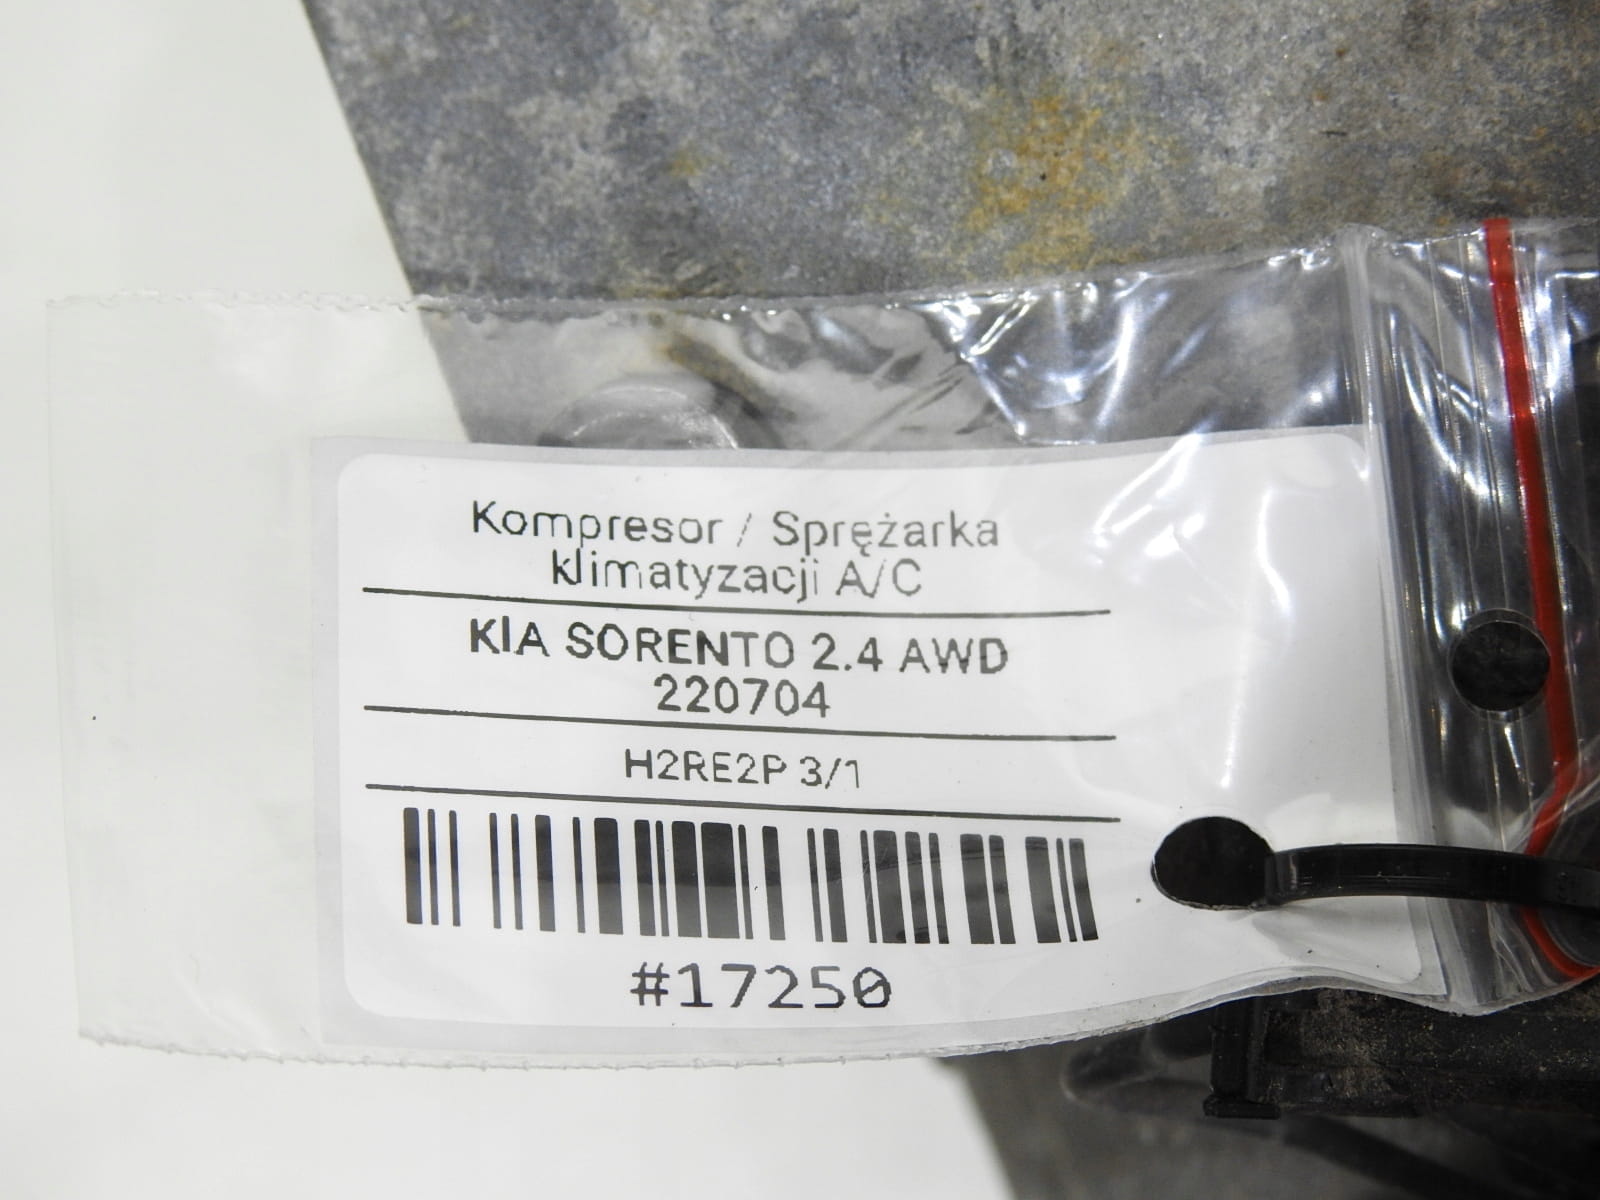 Kompresor / Sprężarka
klimatyzacji A/C
KIA SORENTO 2.4 AWD
220704
H2RE2P 3/1
#17250